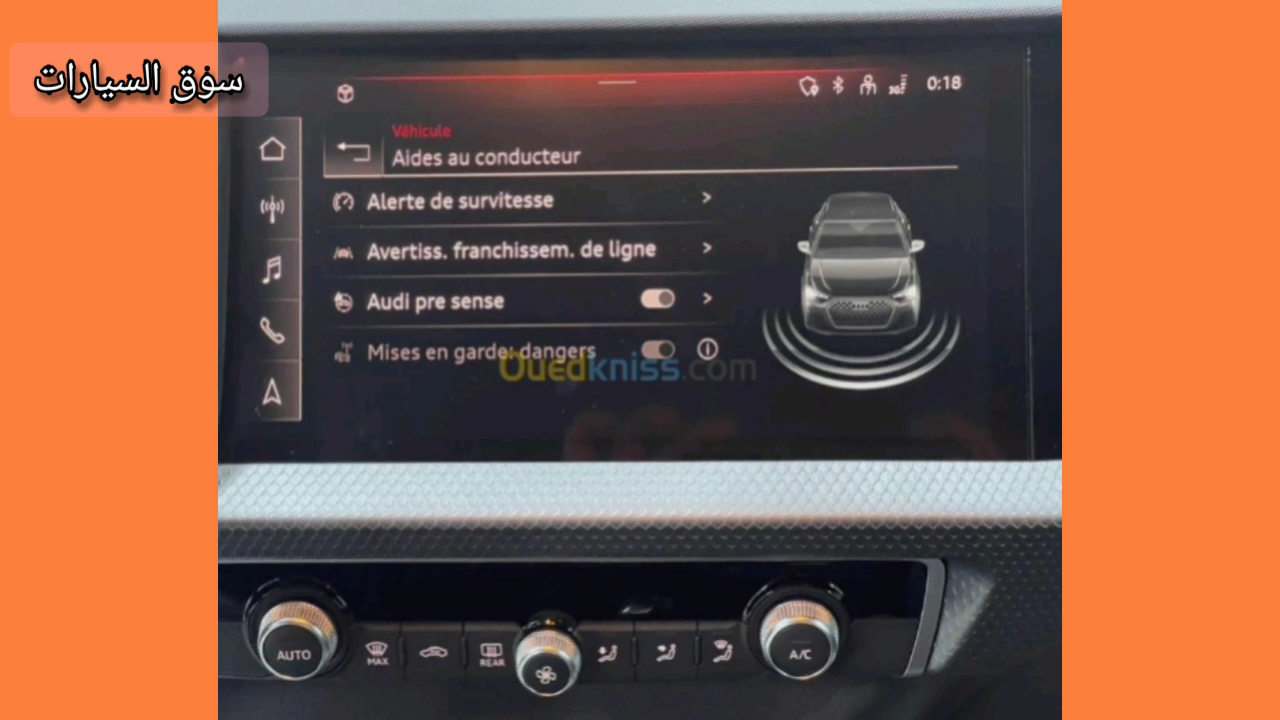 سوق السيارات
0:18
Véhicule
Aides au conducteur
Alerte de survitesse
Avertiss. franchissem. de ligne
Audi pre sense
Mises en garde: dangers
Ouedkniss.com
AUTO
MAX
REAR
A/C